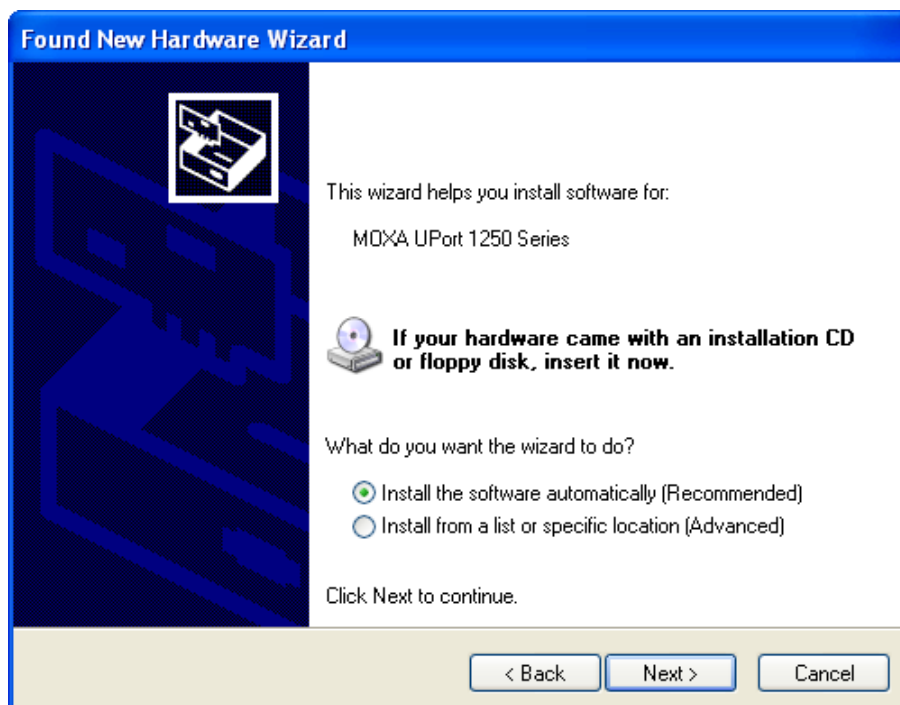 Found New Hardware Wizard
This wizard helps you install software for:
MOXA UPort 1250 Series
If your hardware came with an installation CD
or floppy disk, insert it now.
What do you want the wizard to do?
Install the software automatically (Recommended)
Install from a list or specific location (Advanced)
Click Next to continue.
< Back Next > Cancel